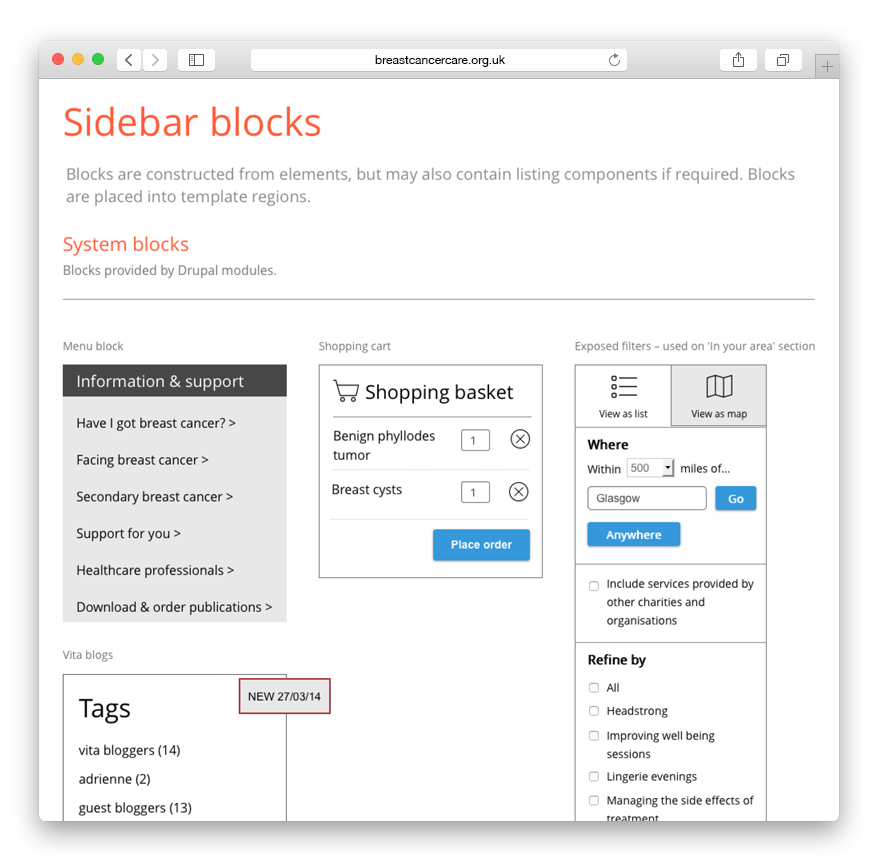 breastcancercare.org.uk
Sidebar blocks
Blocks are constructed from elements, but may also contain listing components if required. Blocks
are placed into template regions.
System blocks
Blocks provided by Drupal modules.
Menu block
Information & support
Have I got breast cancer? >
Facing breast cancer >
Secondary breast cancer >
Support for you >
Healthcare professionals >
Download & order publications >
Vita blogs
NEW 27/03/14
Tags
vita bloggers (14)
adrienne (2)
guest bloggers (13)
Shopping cart
Shopping basket
Benign phyllodes 1
tumor
Breast cysts 1
Place order
Exposed filters – used on 'In your area' section
View as list View as map
Where
Within 500 miles of...
Glasgow Go
Anywhere
Include services provided by
other charities and
organisations
Refine by
All
Headstrong
Improving well being
sessions
Lingerie evenings
Managing the side effects of
treatment